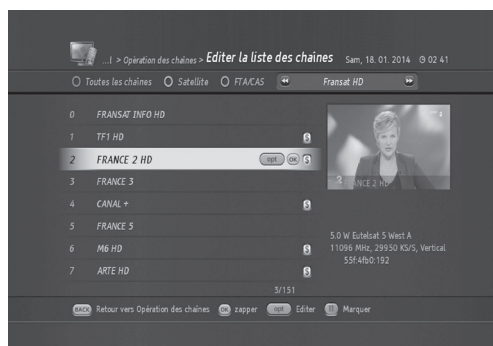 ...I > Opération des chaînes > Editer la liste des chaînes Sam, 18. 01. 2014 02 41
Toutes les chaînes Satellite FTA/CAS Fransat HD
0 FRANSAT INFO HD
1 TF1 HD $
2 FRANCE 2 HD opt OK $
3 FRANCE 3
4 CANAL+ $
5 FRANCE 5
6 M6 HD $
7 ARTE HD $
3/151
2 FRANCE 2 HD
5.0 W Eutelsat 5 West A
11096 MHz, 29950 KS/S, Vertical
55f:4fb0:192
BACK Retour vers Opération des chaînes OK zapper opt Editer Marquer